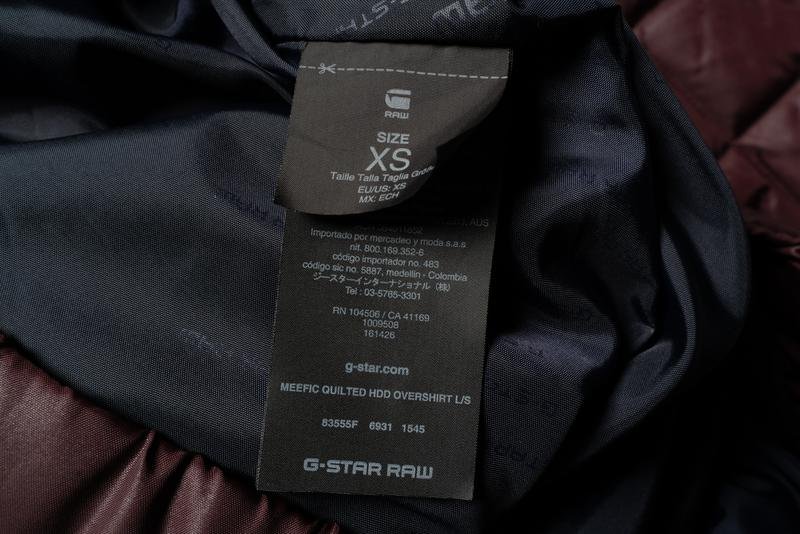 RAW
SIZE
XS
Taille Talla Taglia
EU/US: XS
MX: ECH
Importado por mercadeo y moda s.a.s
nit. 800.169.352-6
código importador no. 483
código sic no. 5887, medellin - Colombia
ジースターインターナショナル (株)
Tel : 03-5765-3301
RN 104506 / CA 41169
1009508
161426
g-star.com
MEEFIC QUILTED HDD OVERSHIRT L/S
83555F 6931 1545
G-STAR RAW